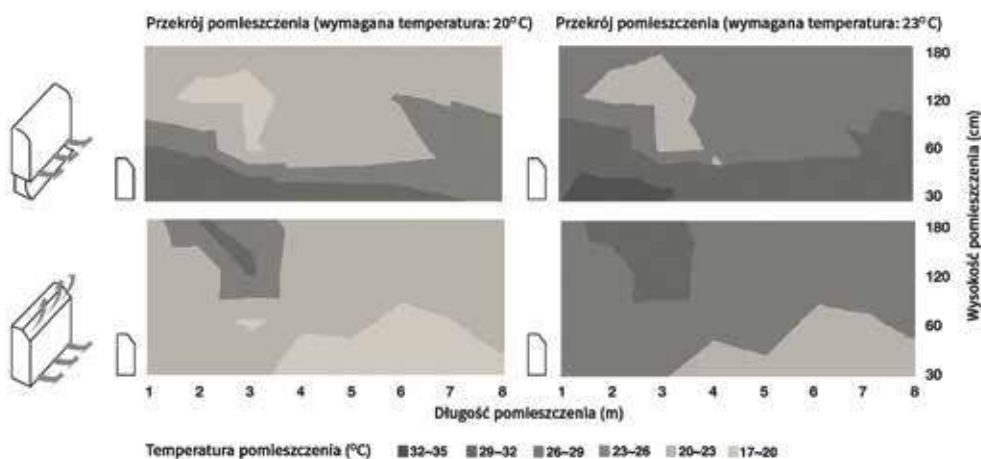 Przekrój pomieszczenia (wymagana temperatura: 20°C)
Przekrój pomieszczenia (wymagana temperatura: 23°C)
180
120
60
30
180
120
60
30
Wysokość pomieszczenia (cm)
1 2 3 4 5 6 7 8
1 2 3 4 5 6 7 8
Długość pomieszczenia (m)
Temperatura pomieszczenia (°C) 32~35 29~32 26~29 23~26 20~23 17~20